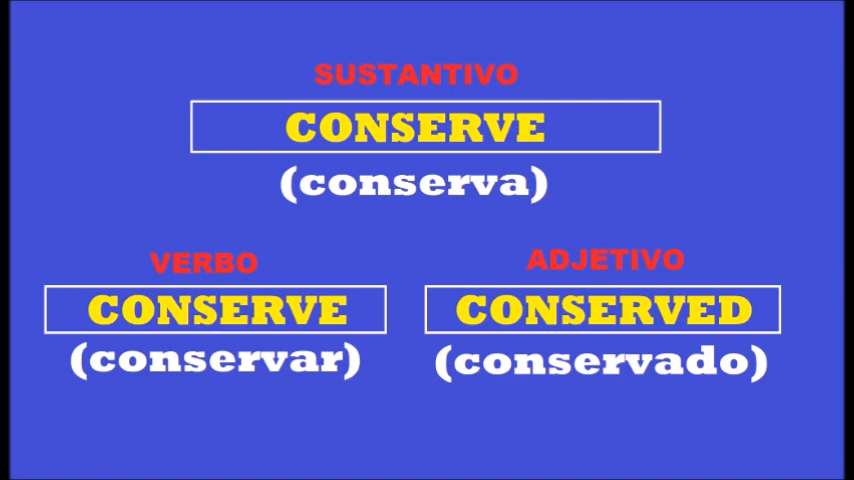 SUSTANTIVO
CONSERVE
(conserva)
VERBO
CONSERVE
(conservar)
ADJETIVO
CONSERVED
(conservado)